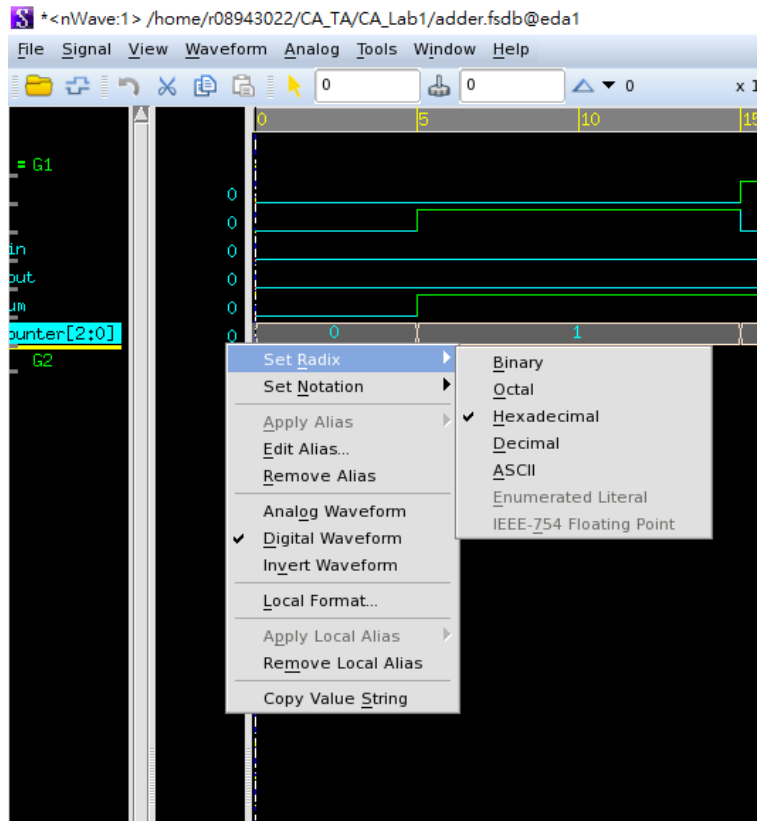 *<nWave:1> /home/r08943022/CA_TA/CA_Lab1/adder.fsdb@eda1
File Signal View Waveform Analog Tools Window Help
0 0 0 x 1
0 5 10 15
= G1
0
0
in 0
out 0
um 0
ounter[2:0] 0 0 1
G2
Set Radix
Set Notation
Apply Alias
Edit Alias...
Remove Alias
Analog Waveform
Digital Waveform
Invert Waveform
Local Format...
Apply Local Alias
Remove Local Alias
Copy Value String
Binary
Octal
Hexadecimal
Decimal
ASCII
Enumerated Literal
IEEE-754 Floating Point